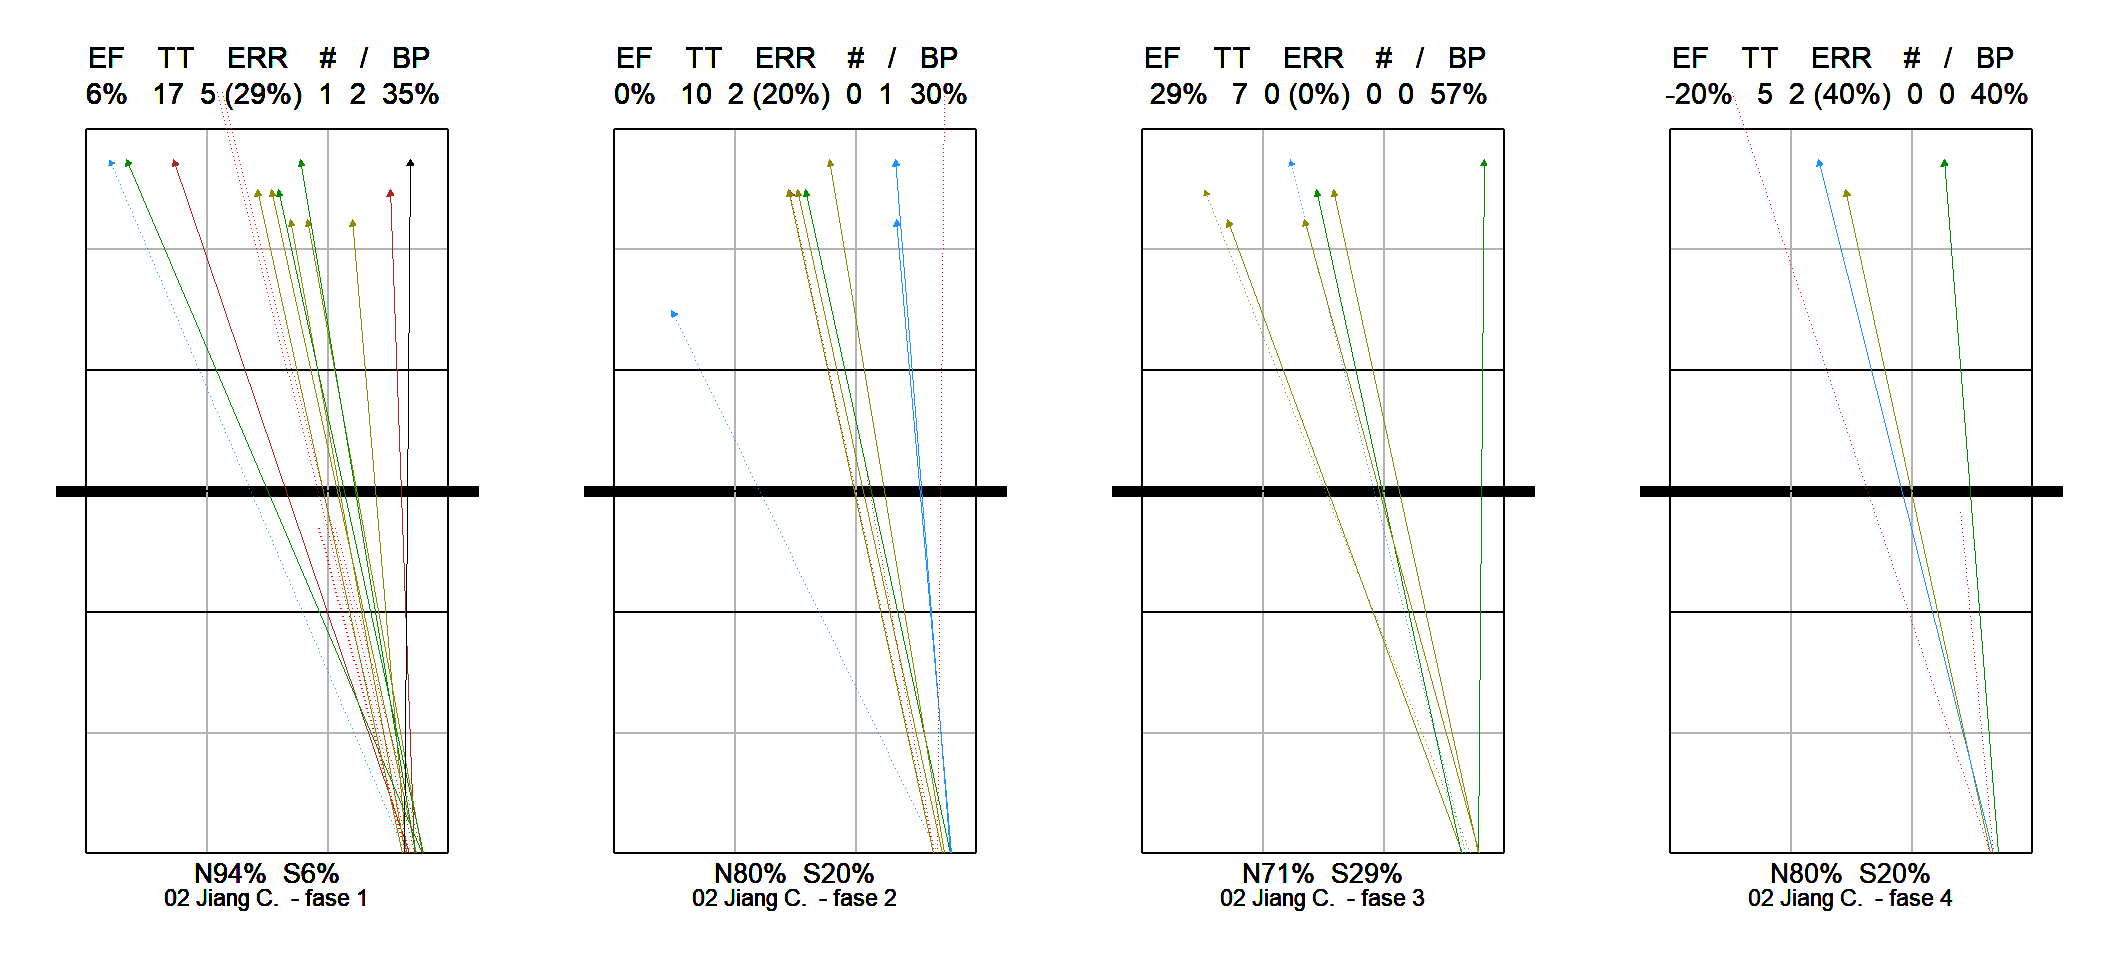 EF TT ERR # / BP
6% 17 5 (29%) 1 2 35%
N94% S6%
02 Jiang C. - fase 1
EF TT ERR # / BP
0% 10 2 (20%) 0 1 30%
N80% S20%
02 Jiang C. - fase 2
EF TT ERR # / BP
29% 7 0 (0%) 0 0 57%
N71% S29%
02 Jiang C. - fase 3
EF TT ERR # / BP
-20% 5 2 (40%) 0 0 40%
N80% S20%
02 Jiang C. - fase 4